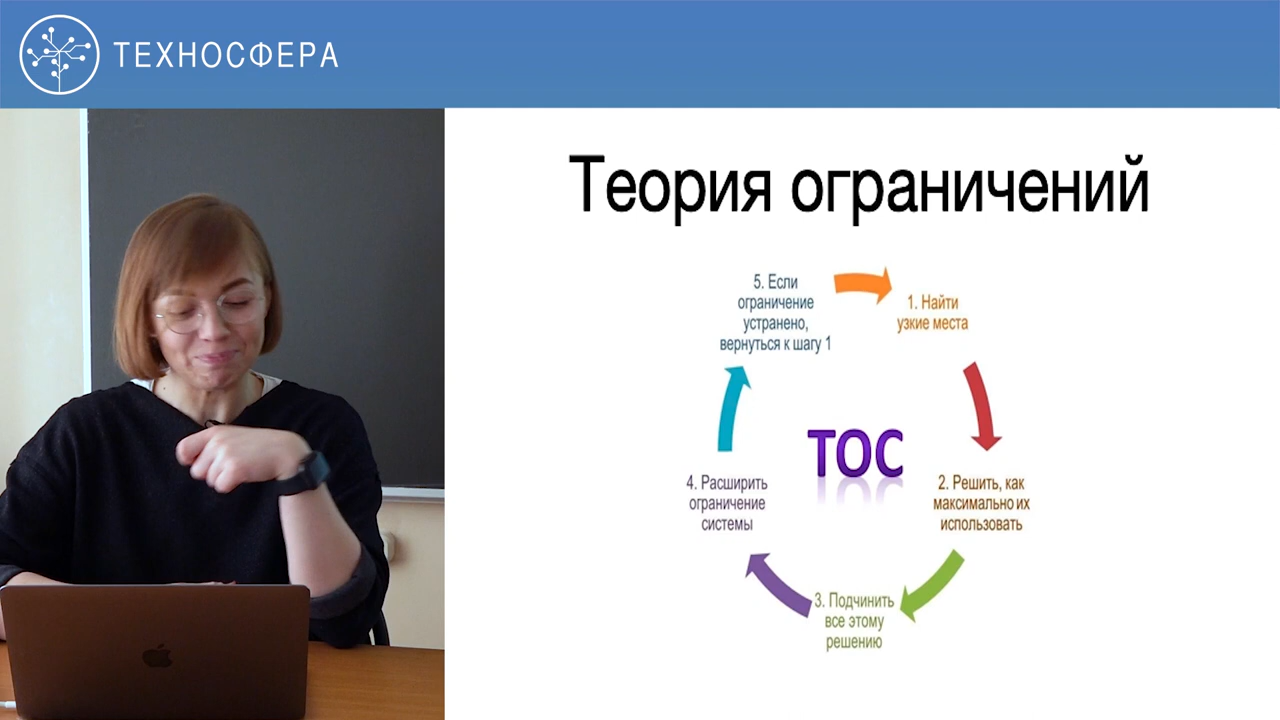 ТЕХНОСФЕРА
Теория ограничений
5. Если
ограничение
устранено,
вернуться к шагу 1
1. Найти
узкие места
ТОС
4. Расширить
ограничение
системы
2. Решить, как
максимально их
использовать
3. Подчинить
все этому
решению